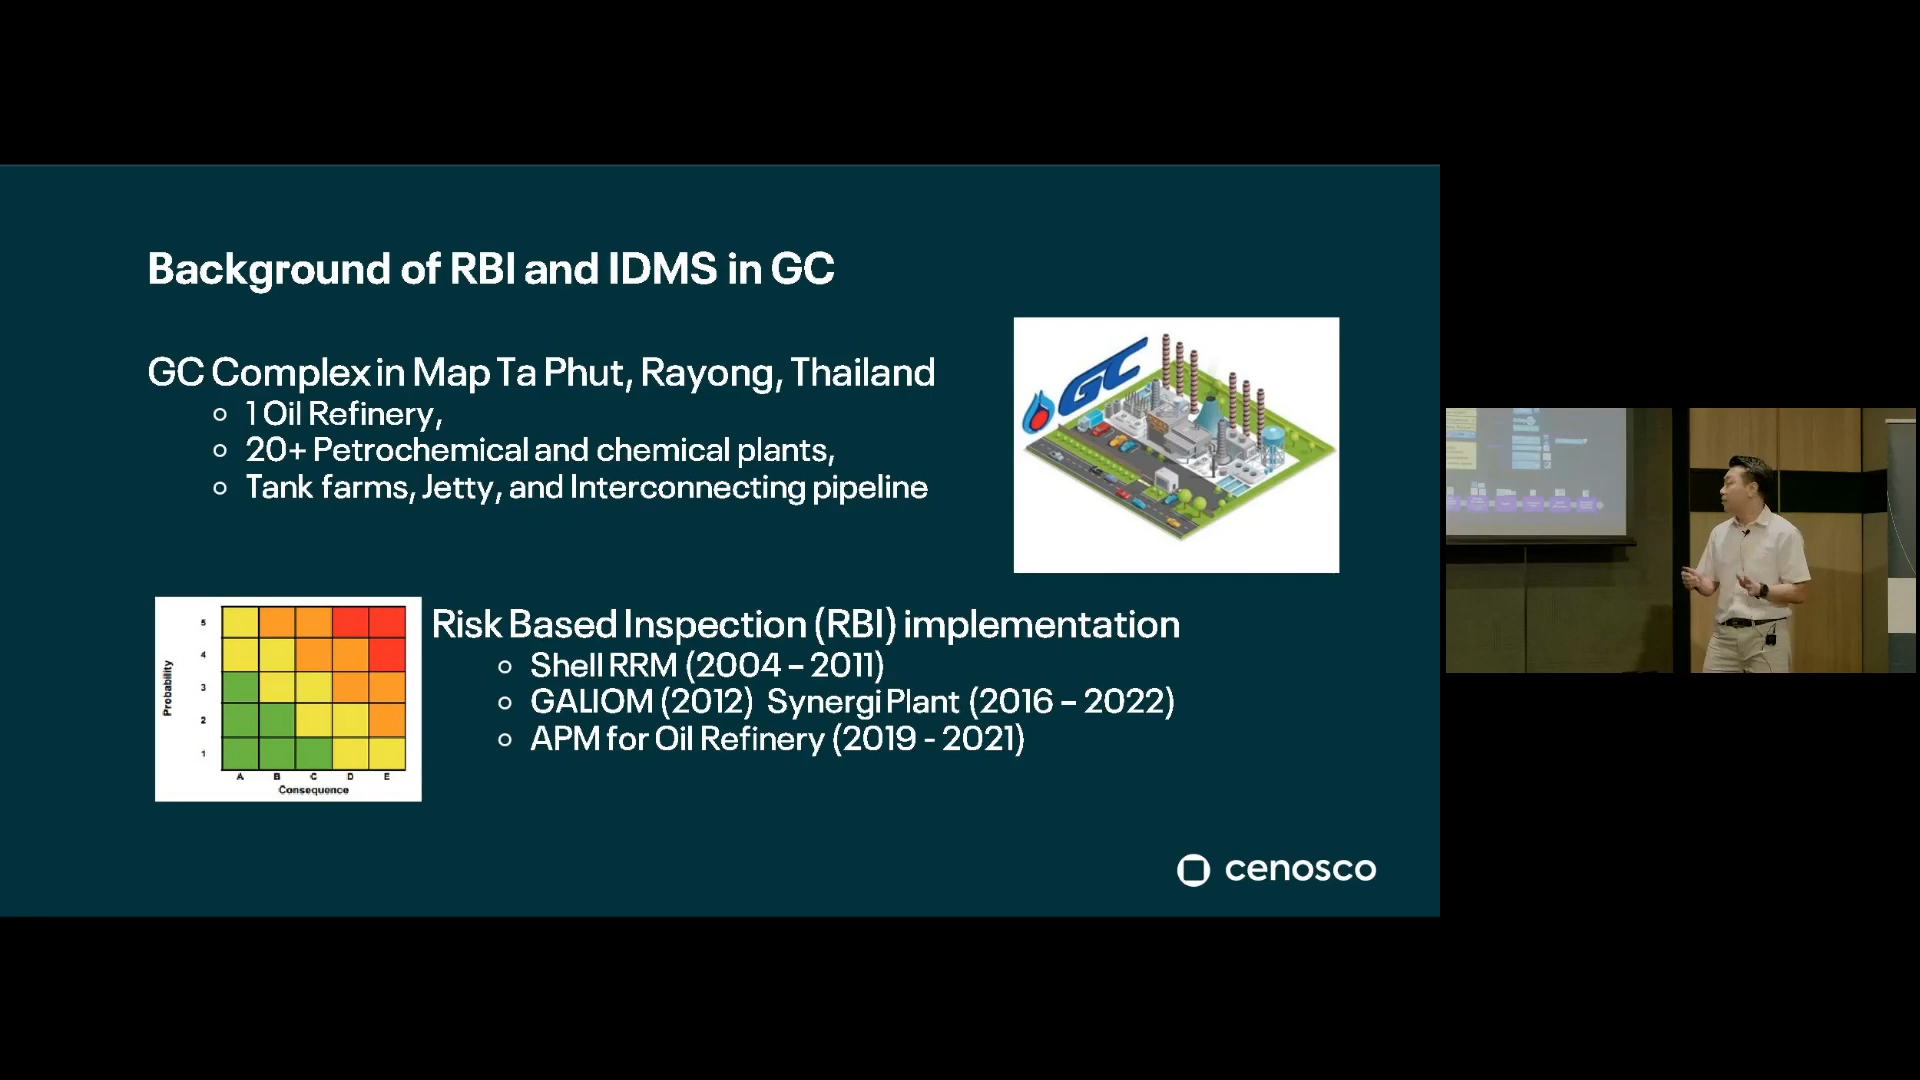 Background of RBI and IDMS in GC
GC Complex in Map Ta Phut, Rayong, Thailand
1 Oil Refinery,
20+ Petrochemical and chemical plants,
Tank farms, Jetty, and Interconnecting pipeline
GC
Risk Based Inspection (RBI) implementation
Shell RRM (2004 – 2011)
GALIOM (2012) Synergi Plant (2016 – 2022)
APM for Oil Refinery (2019 - 2021)
Probability
5
4
3
2
1
A B C D E
Consequence
cenosco